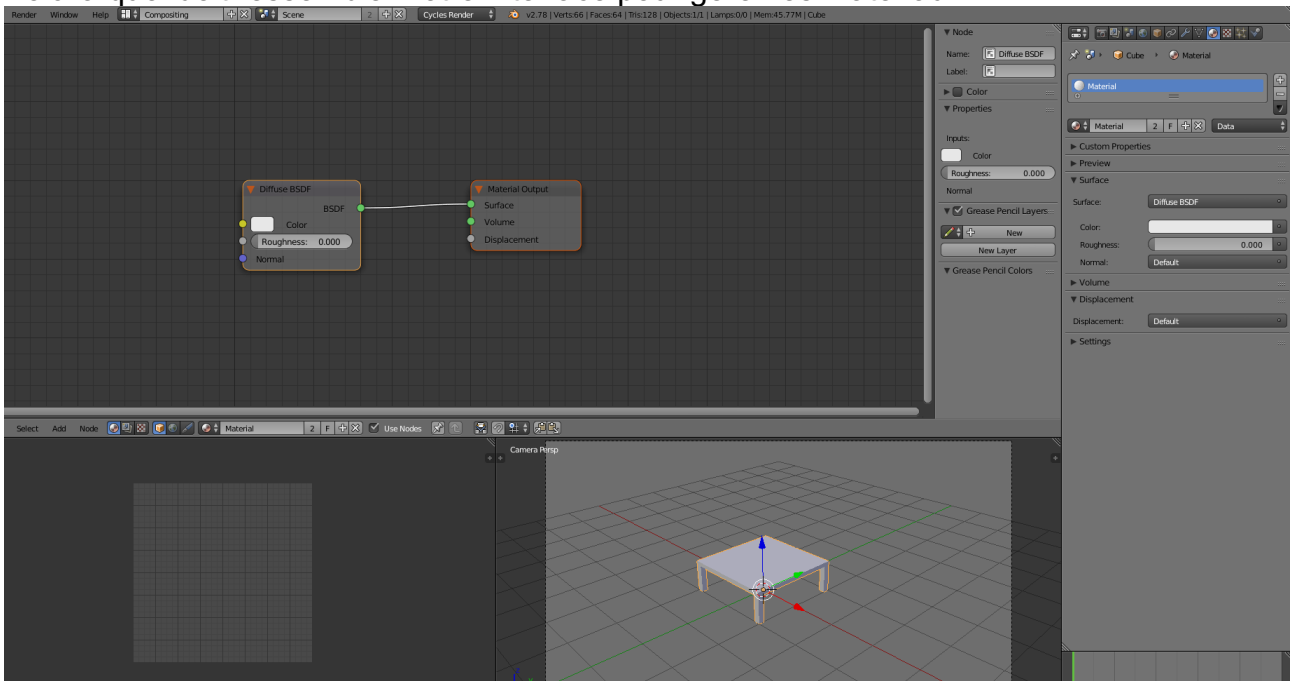 Render Window Help Compositing Scene 2 Cycles Render v2.78 | Verts:66 | Faces:64 | Tris:128 | Objects:1/1 | Lamps:0/0 | Mem:45.77M | Cube
Diffuse BSDF
BSDF
Color
Roughness: 0.000
Normal
Material Output
Surface
Volume
Displacement
Node
Name: Diffuse BSDF
Label:
Color
Properties
Inputs:
Color
Roughness: 0.000
Normal
Grease Pencil Layers
New
New Layer
Grease Pencil Colors
Cube Material
Material
Material 2 F Data
Custom Properties
Preview
Surface
Surface: Diffuse BSDF
Color:
Roughness: 0.000
Normal: Default
Volume
Displacement
Displacement: Default
Settings
Select Add Node Material 2 F Use Nodes
Camera Persp